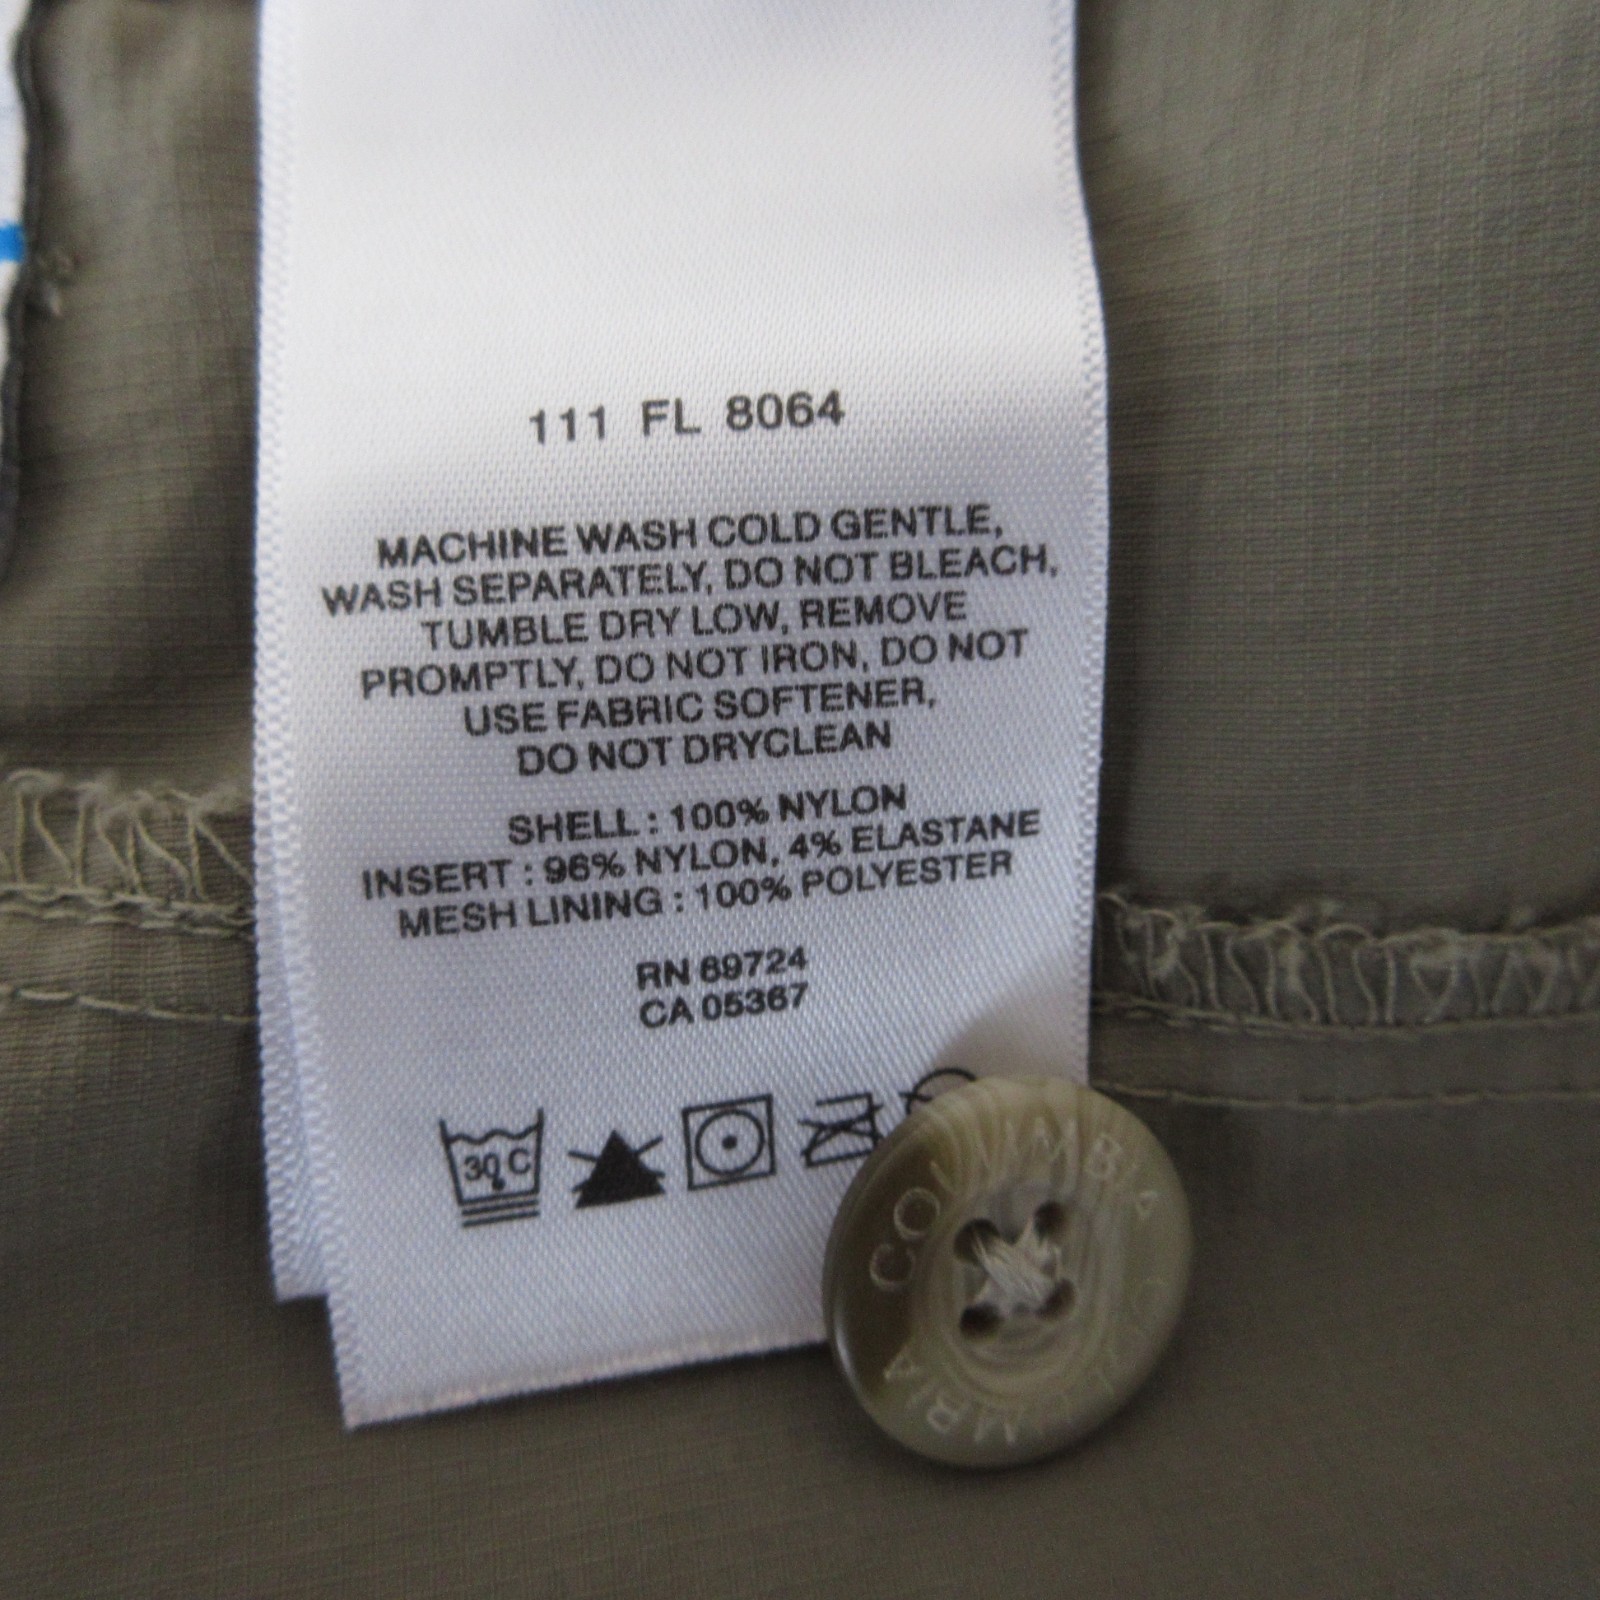 111 FL 8064
MACHINE WASH COLD GENTLE,
WASH SEPARATELY, DO NOT BLEACH,
TUMBLE DRY LOW, REMOVE
PROMPTLY, DO NOT IRON, DO NOT
USE FABRIC SOFTENER,
DO NOT DRYCLEAN
SHELL : 100% NYLON
INSERT : 96% NYLON, 4% ELASTANE
MESH LINING : 100% POLYESTER
RN 69724
CA 05367
30°C
COLUMBIA
COLUMBIA